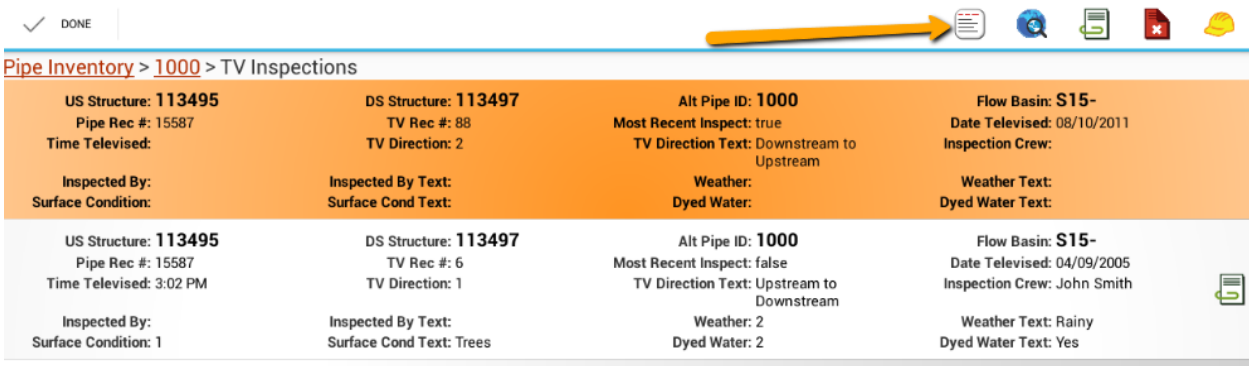 DONE
Pipe Inventory > 1000 > TV Inspections
US Structure: 113495 DS Structure: 113497 Alt Pipe ID: 1000 Flow Basin: S15-
Pipe Rec #: 15587 TV Rec #: 88 Most Recent Inspect: true Date Televised: 08/10/2011
Time Televised: TV Direction: 2 TV Direction Text: Downstream to Inspection Crew:
Upstream
Inspected By: Inspected By Text: Weather: Weather Text:
Surface Condition: Surface Cond Text: Dyed Water: Dyed Water Text:
US Structure: 113495 DS Structure: 113497 Alt Pipe ID: 1000 Flow Basin: S15-
Pipe Rec #: 15587 TV Rec #: 6 Most Recent Inspect: false Date Televised: 04/09/2005
Time Televised: 3:02 PM TV Direction: 1 TV Direction Text: Upstream to Inspection Crew: John Smith
Downstream
Inspected By: Inspected By Text: Weather: 2 Weather Text: Rainy
Surface Condition: 1 Surface Cond Text: Trees Dyed Water: 2 Dyed Water Text: Yes